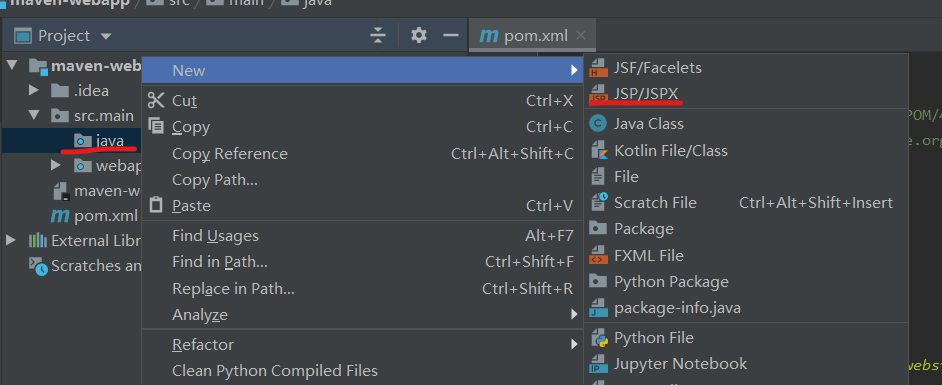 maven-webapp src main java
Project
pom.xml
maven-web
.idea
src.main
java
webap
maven-w
pom.xml
External Libr
Scratches an
New
Cut Ctrl+X
Copy Ctrl+C
Copy Reference Ctrl+Alt+Shift+C
Copy Path...
Paste Ctrl+V
Find Usages Alt+F7
Find in Path... Ctrl+Shift+F
Replace in Path... Ctrl+Shift+R
Analyze
Refactor
Clean Python Compiled Files
JSF/Facelets
JSP/JSPX
Java Class
Kotlin File/Class
File
Scratch File Ctrl+Alt+Shift+Insert
Package
FXML File
Python Package
package-info.java
Python File
Jupyter Notebook
POM/4
e.org
webs